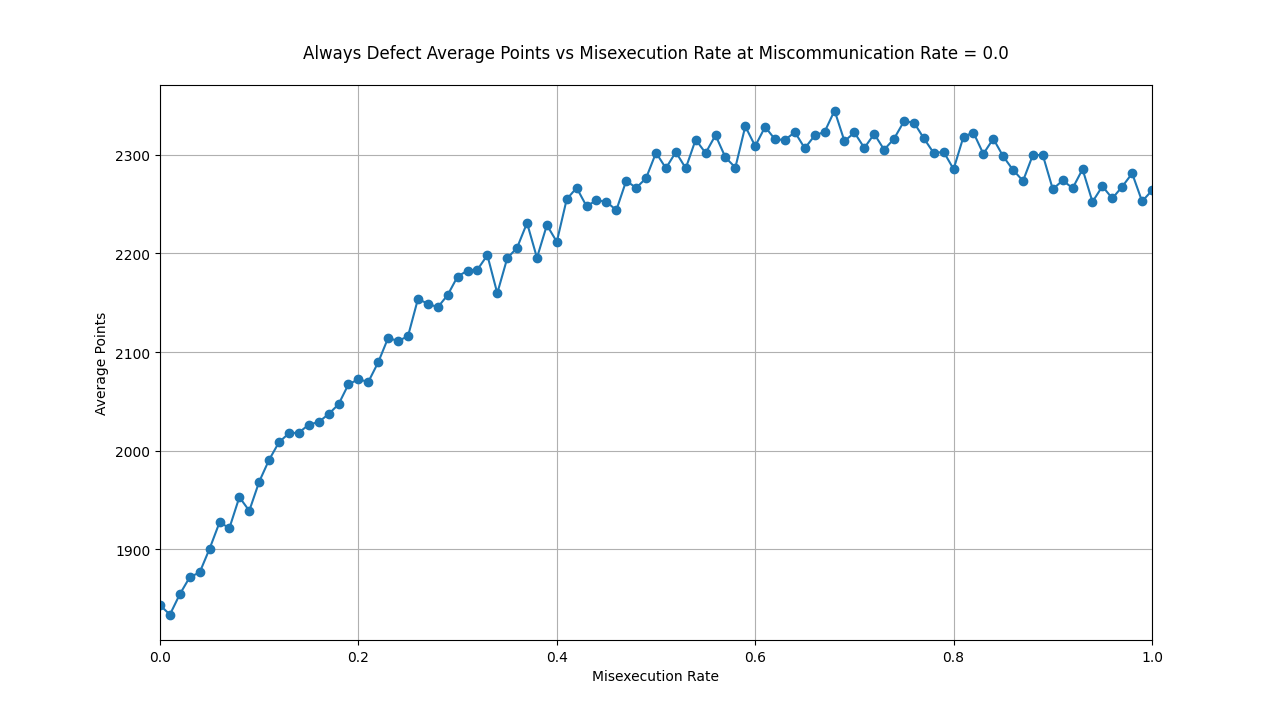 Always Defect Average Points vs Misexecution Rate at Miscommunication Rate = 0.0
Average Points
2300
2200
2100
2000
1900
0.0 0.2 0.4 0.6 0.8 1.0
Misexecution Rate